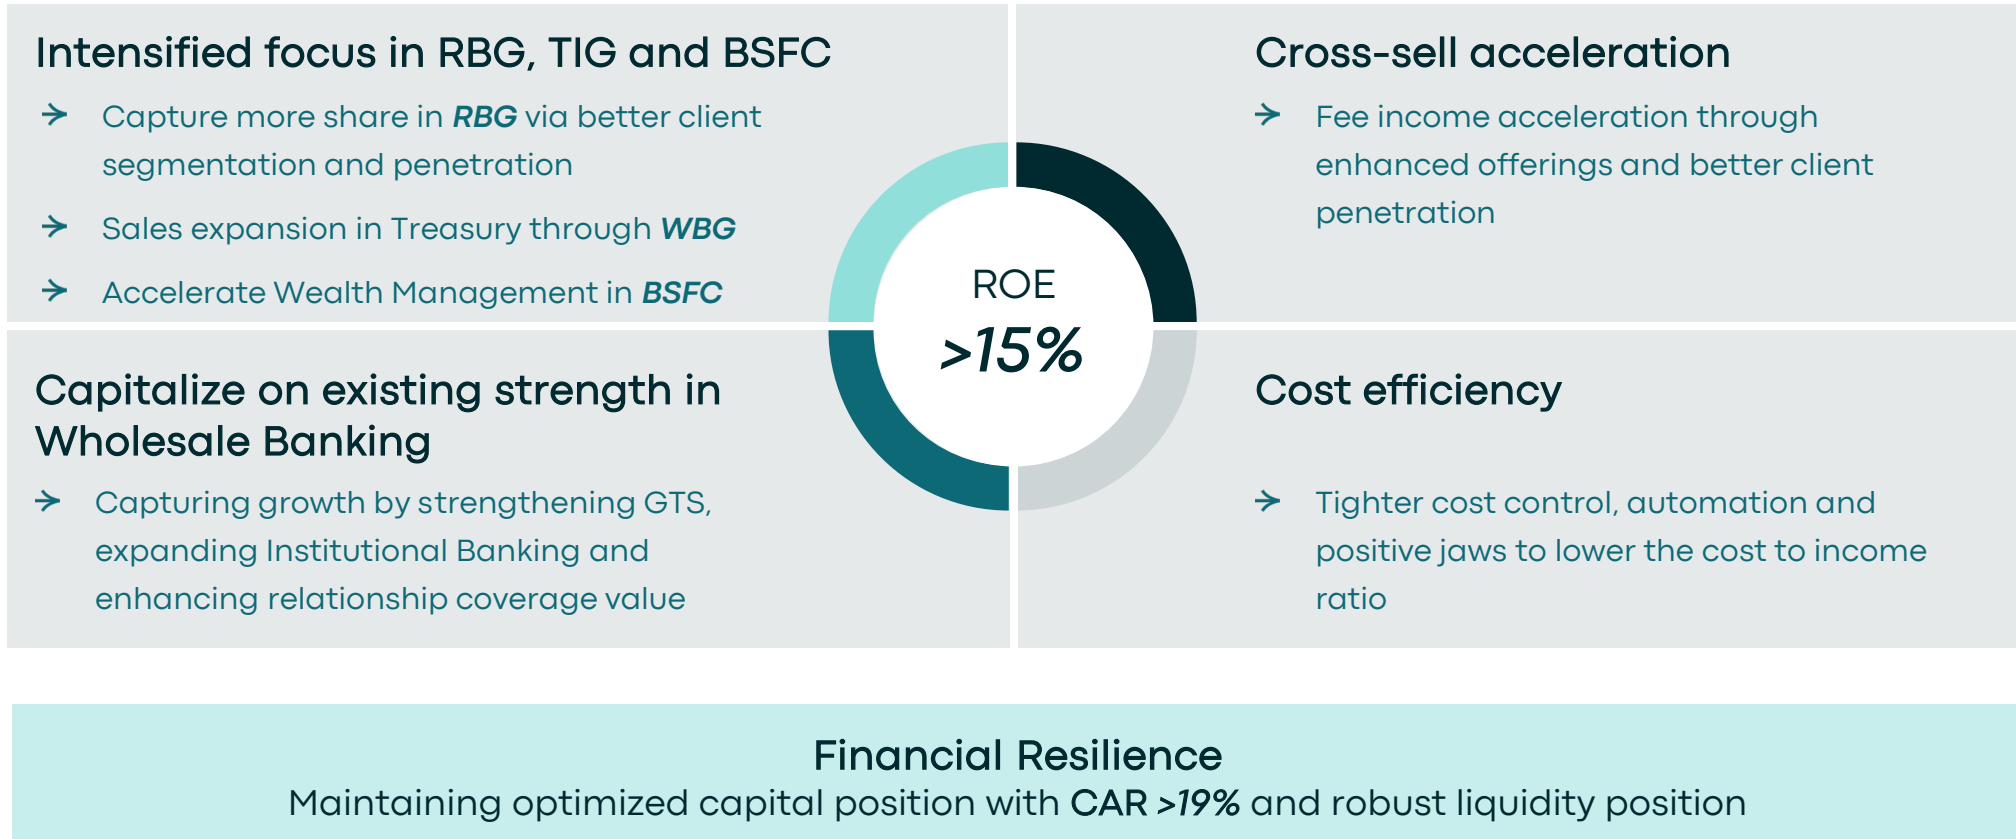 Intensified focus in RBG, TIG and BSFC
Capture more share in RBG via better client
segmentation and penetration
Sales expansion in Treasury through WBG
Accelerate Wealth Management in BSFC
Cross-sell acceleration
Fee income acceleration through
enhanced offerings and better client
penetration
ROE
>15%
Capitalize on existing strength in
Wholesale Banking
Capturing growth by strengthening GTS,
expanding Institutional Banking and
enhancing relationship coverage value
Cost efficiency
Tighter cost control, automation and
positive jaws to lower the cost to income
ratio
Financial Resilience
Maintaining optimized capital position with CAR >19% and robust liquidity position